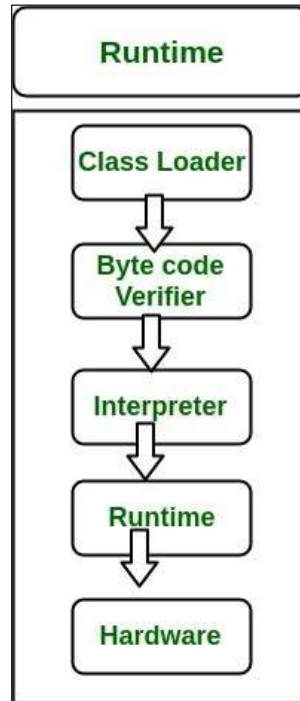 Runtime
Class Loader
Byte code
Verifier
Interpreter
Runtime
Hardware